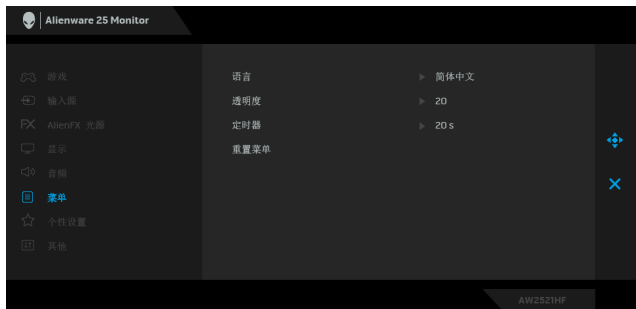 Alienware 25 Monitor
游戏
输入源
AlienFX 光源
显示
音频
菜单
个性设置
其他
语言 简体中文
透明度 20
定时器 20 s
重置菜单
AW2521HF